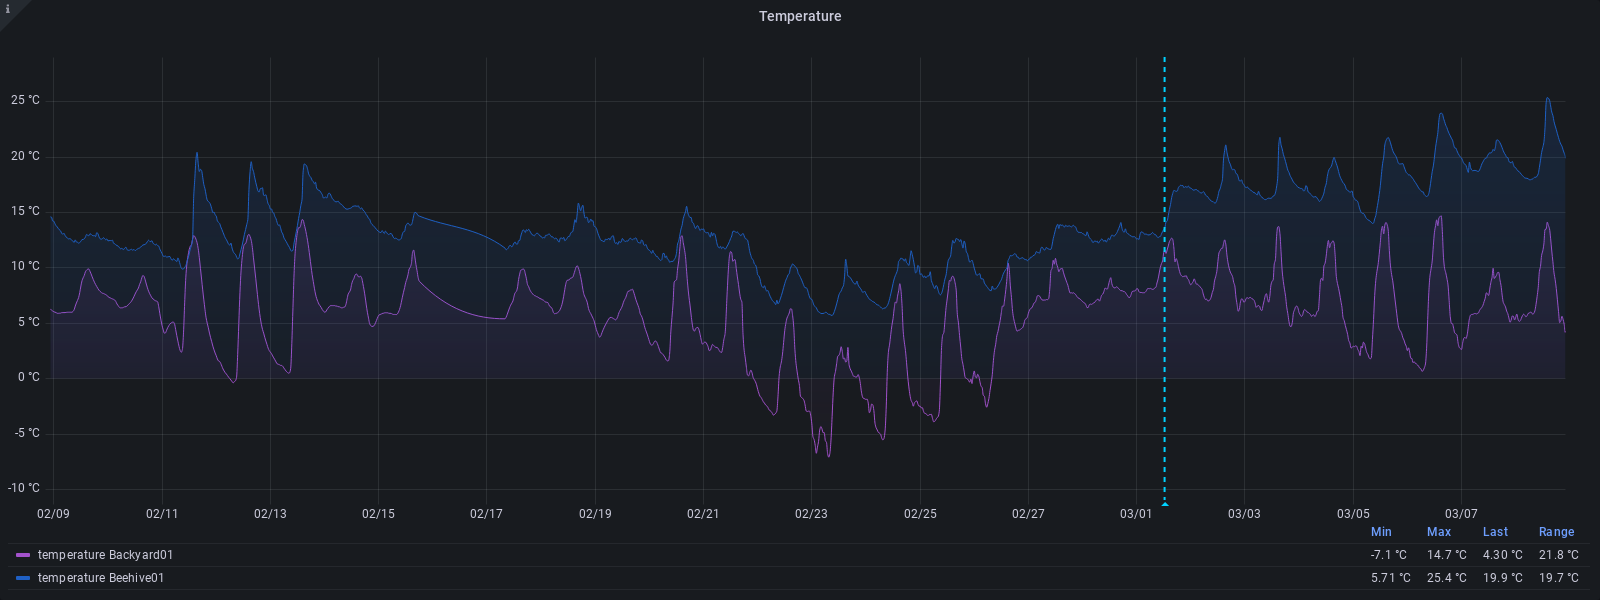 i
Temperature
25 °C
20 °C
15 °C
10 °C
5 °C
0 °C
-5 °C
-10 °C
02/09 02/11 02/13 02/15 02/17 02/19 02/21 02/23 02/25 02/27 03/01 03/03 03/05 03/07
Min Max Last Range
temperature Backyard01 -7.1 °C 14.7 °C 4.30 °C 21.8 °C
temperature Beehive01 5.71 °C 25.4 °C 19.9 °C 19.7 °C